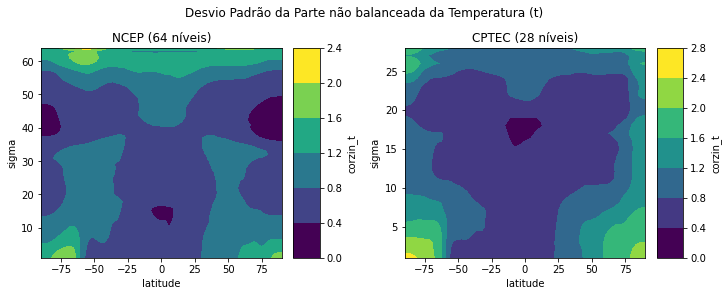 Desvio Padrão da Parte não balanceada da Temperatura (t)
NCEP (64 níveis)
60
50
40
30
20
10
sigma
−75 −50 −25 0 25 50 75
latitude
2.4
2.0
1.6
1.2
0.8
0.4
0.0
corzin_t
CPTEC (28 níveis)
25
20
15
10
5
sigma
−75 −50 −25 0 25 50 75
latitude
2.8
2.4
2.0
1.6
1.2
0.8
0.4
0.0
corzin_t